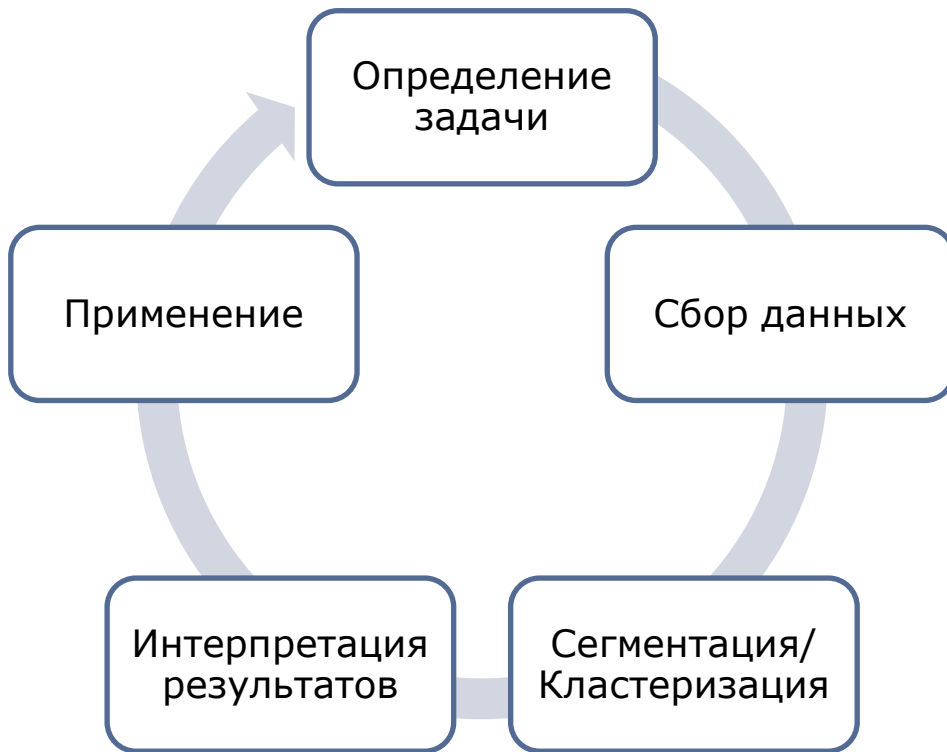 Определение
задачи
Сбор данных
Сегментация/
Кластеризация
Интерпретация
результатов
Применение